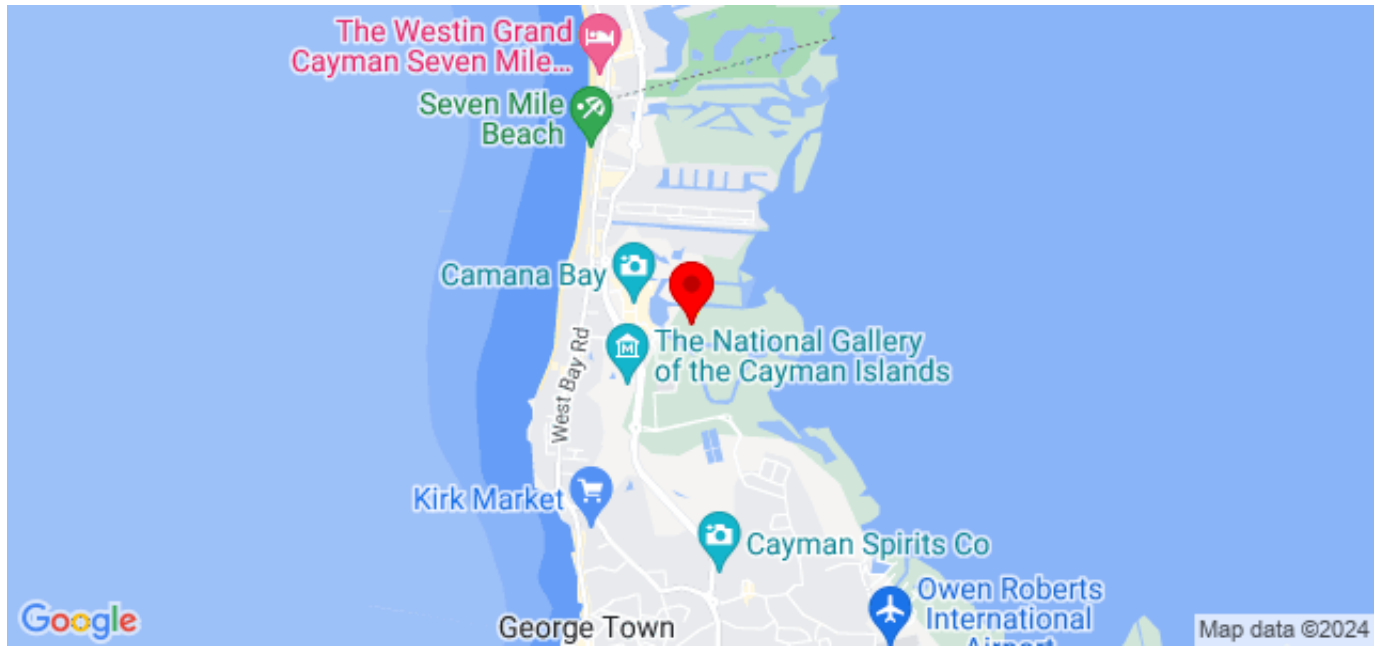 The Westin Grand
Cayman Seven Mile...
Seven Mile
Beach
Camana Bay
The National Gallery
of the Cayman Islands
West Bay Rd
Kirk Market
Cayman Spirits Co
Owen Roberts
International
Airport
George Town
Google
Map data ©2024